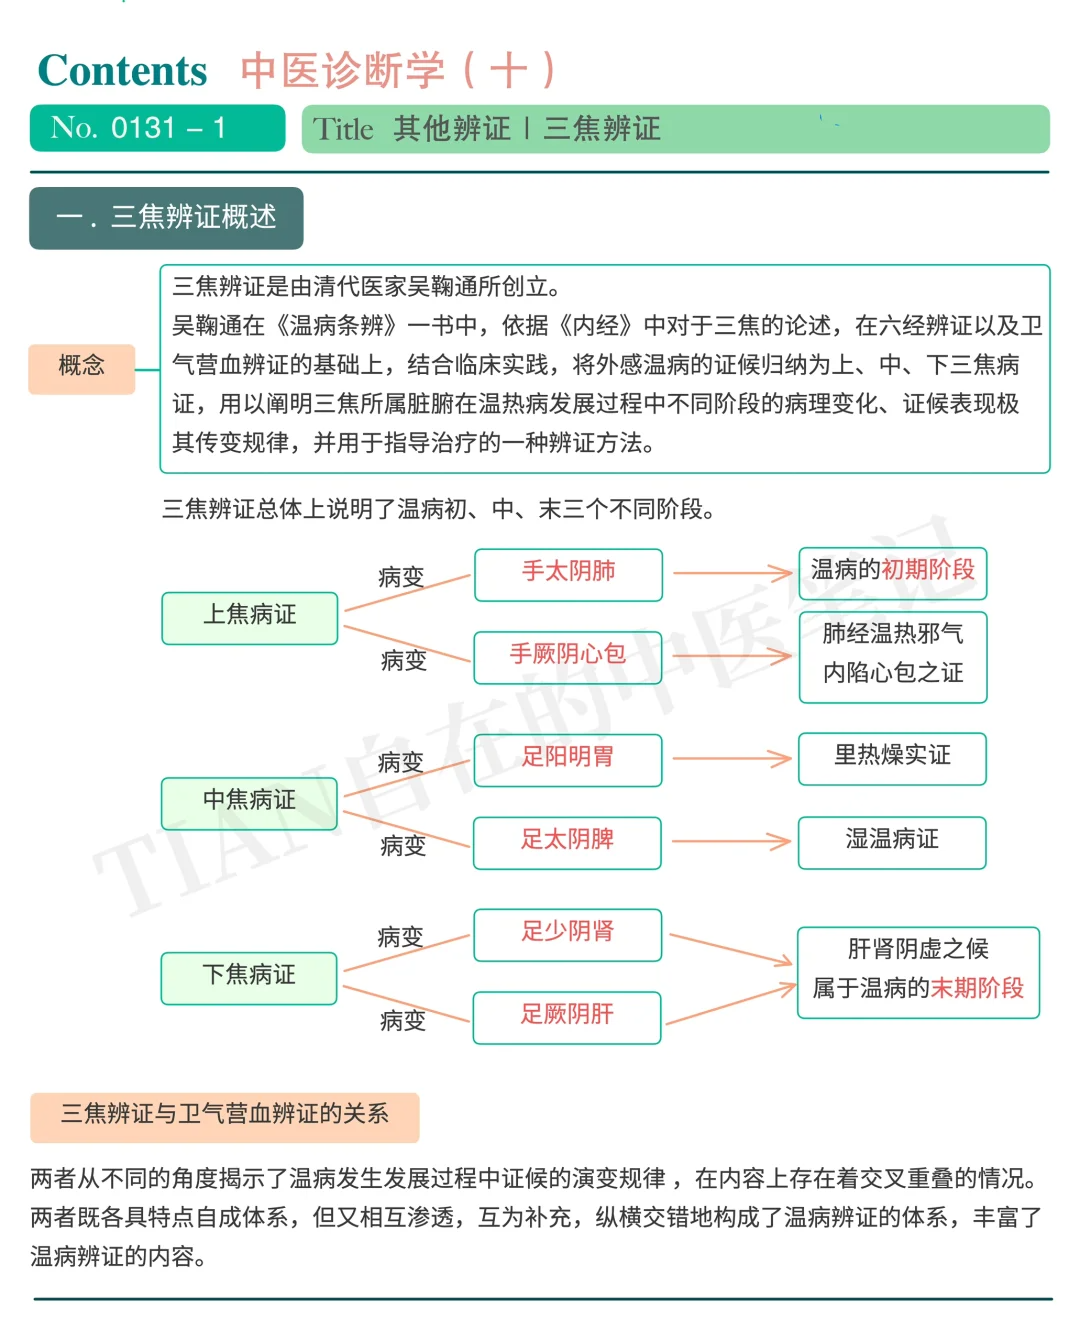 Contents 中医诊断学（十）
No. 0131 – 1
Title 其他辨证丨三焦辨证
一．三焦辨证概述
概念
三焦辨证是由清代医家吴鞠通所创立。
吴鞠通在《温病条辨》一书中，依据《内经》中对于三焦的论述，在六经辨证以及卫
气营血辨证的基础上，结合临床实践，将外感温病的证候归纳为上、中、下三焦病
证，用以阐明三焦所属脏腑在温热病发展过程中不同阶段的病理变化、证候表现极
其传变规律，并用于指导治疗的一种辨证方法。
三焦辨证总体上说明了温病初、中、末三个不同阶段。
上焦病证
病变
手太阴肺
温病的初期阶段
病变
手厥阴心包
肺经温热邪气
内陷心包之证
中焦病证
病变
足阳明胃
里热燥实证
病变
足太阴脾
湿温病证
下焦病证
病变
足少阴肾
病变
足厥阴肝
肝肾阴虚之候
属于温病的末期阶段
三焦辨证与卫气营血辨证的关系
两者从不同的角度揭示了温病发生发展过程中证候的演变规律，在内容上存在着交叉重叠的情况。
两者既各具特点自成体系，但又相互渗透，互为补充，纵横交错地构成了温病辨证的体系，丰富了
温病辨证的内容。
TIAN自在的中医笔记